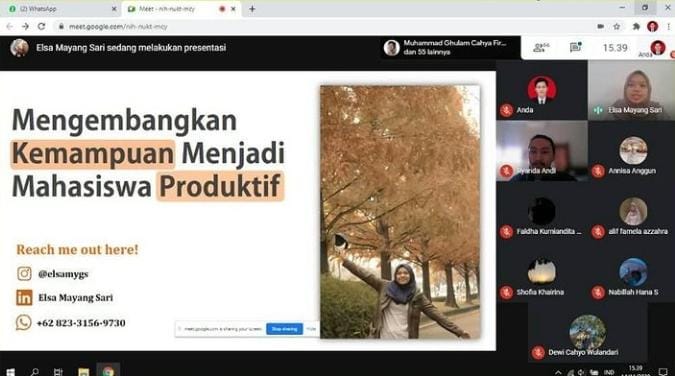 (2) WhatsApp
Meet - nih-nukt-mcy
meet.google.com/nih-nukt-mcy
Elsa Mayang Sari sedang melakukan presentasi
Muhammad Ghulam Cahya Fir...
dan 55 lainnya
15.39
Anda
Mengembangkan
Kemampuan Menjadi
Mahasiswa Produktif
Reach me out here!
@elsamygs
Elsa Mayang Sari
+62 823-3156-9730
meet.google.com is sharing your screen.
Stop sharing
Hide
Anda
Elsa Mayang Sari
Syarida Andi
Annisa Anggun
Faldha Kurniandita ...
alif famela azzahra
Shofia Khairina
Nabillah Hana S
Dewi Cahyo Wulandari
IND
15.39